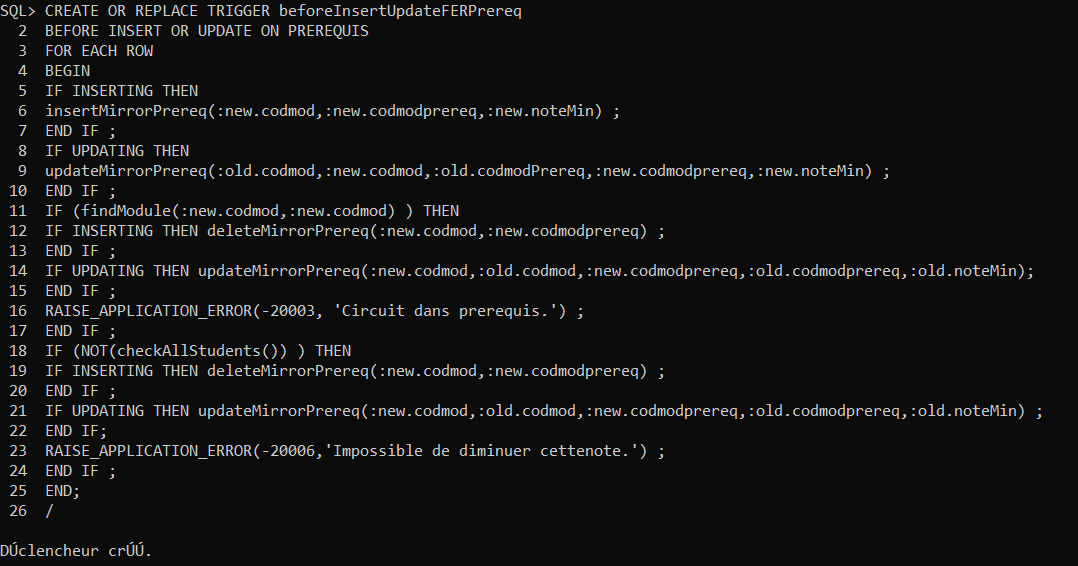 SQL> CREATE OR REPLACE TRIGGER beforeInsertUpdateFERPrereq
2 BEFORE INSERT OR UPDATE ON PREREQUIS
3 FOR EACH ROW
4 BEGIN
5 IF INSERTING THEN
6 insertMirrorPrereq(:new.codmod,:new.codmodprereq,:new.noteMin) ;
7 END IF ;
8 IF UPDATING THEN
9 updateMirrorPrereq(:old.codmod,:new.codmod,:old.codmodPrereq,:new.codmodprereq,:new.noteMin) ;
10 END IF ;
11 IF (findModule(:new.codmod,:new.codmod) ) THEN
12 IF INSERTING THEN deleteMirrorPrereq(:new.codmod,:new.codmodprereq) ;
13 END IF ;
14 IF UPDATING THEN updateMirrorPrereq(:new.codmod,:old.codmod,:new.codmodprereq,:old.codmodprereq,:old.noteMin);
15 END IF ;
16 RAISE_APPLICATION_ERROR(-20003, 'Circuit dans prerequis.') ;
17 END IF ;
18 IF (NOT(checkAllStudents()) ) THEN
19 IF INSERTING THEN deleteMirrorPrereq(:new.codmod,:new.codmodprereq) ;
20 END IF ;
21 IF UPDATING THEN updateMirrorPrereq(:new.codmod,:old.codmod,:new.codmodprereq,:old.codmodprereq,:old.noteMin) ;
22 END IF;
23 RAISE_APPLICATION_ERROR(-20006,'Impossible de diminuer cettenote.') ;
24 END IF ;
25 END;
26 /
DÚclencheur crÚÚ.